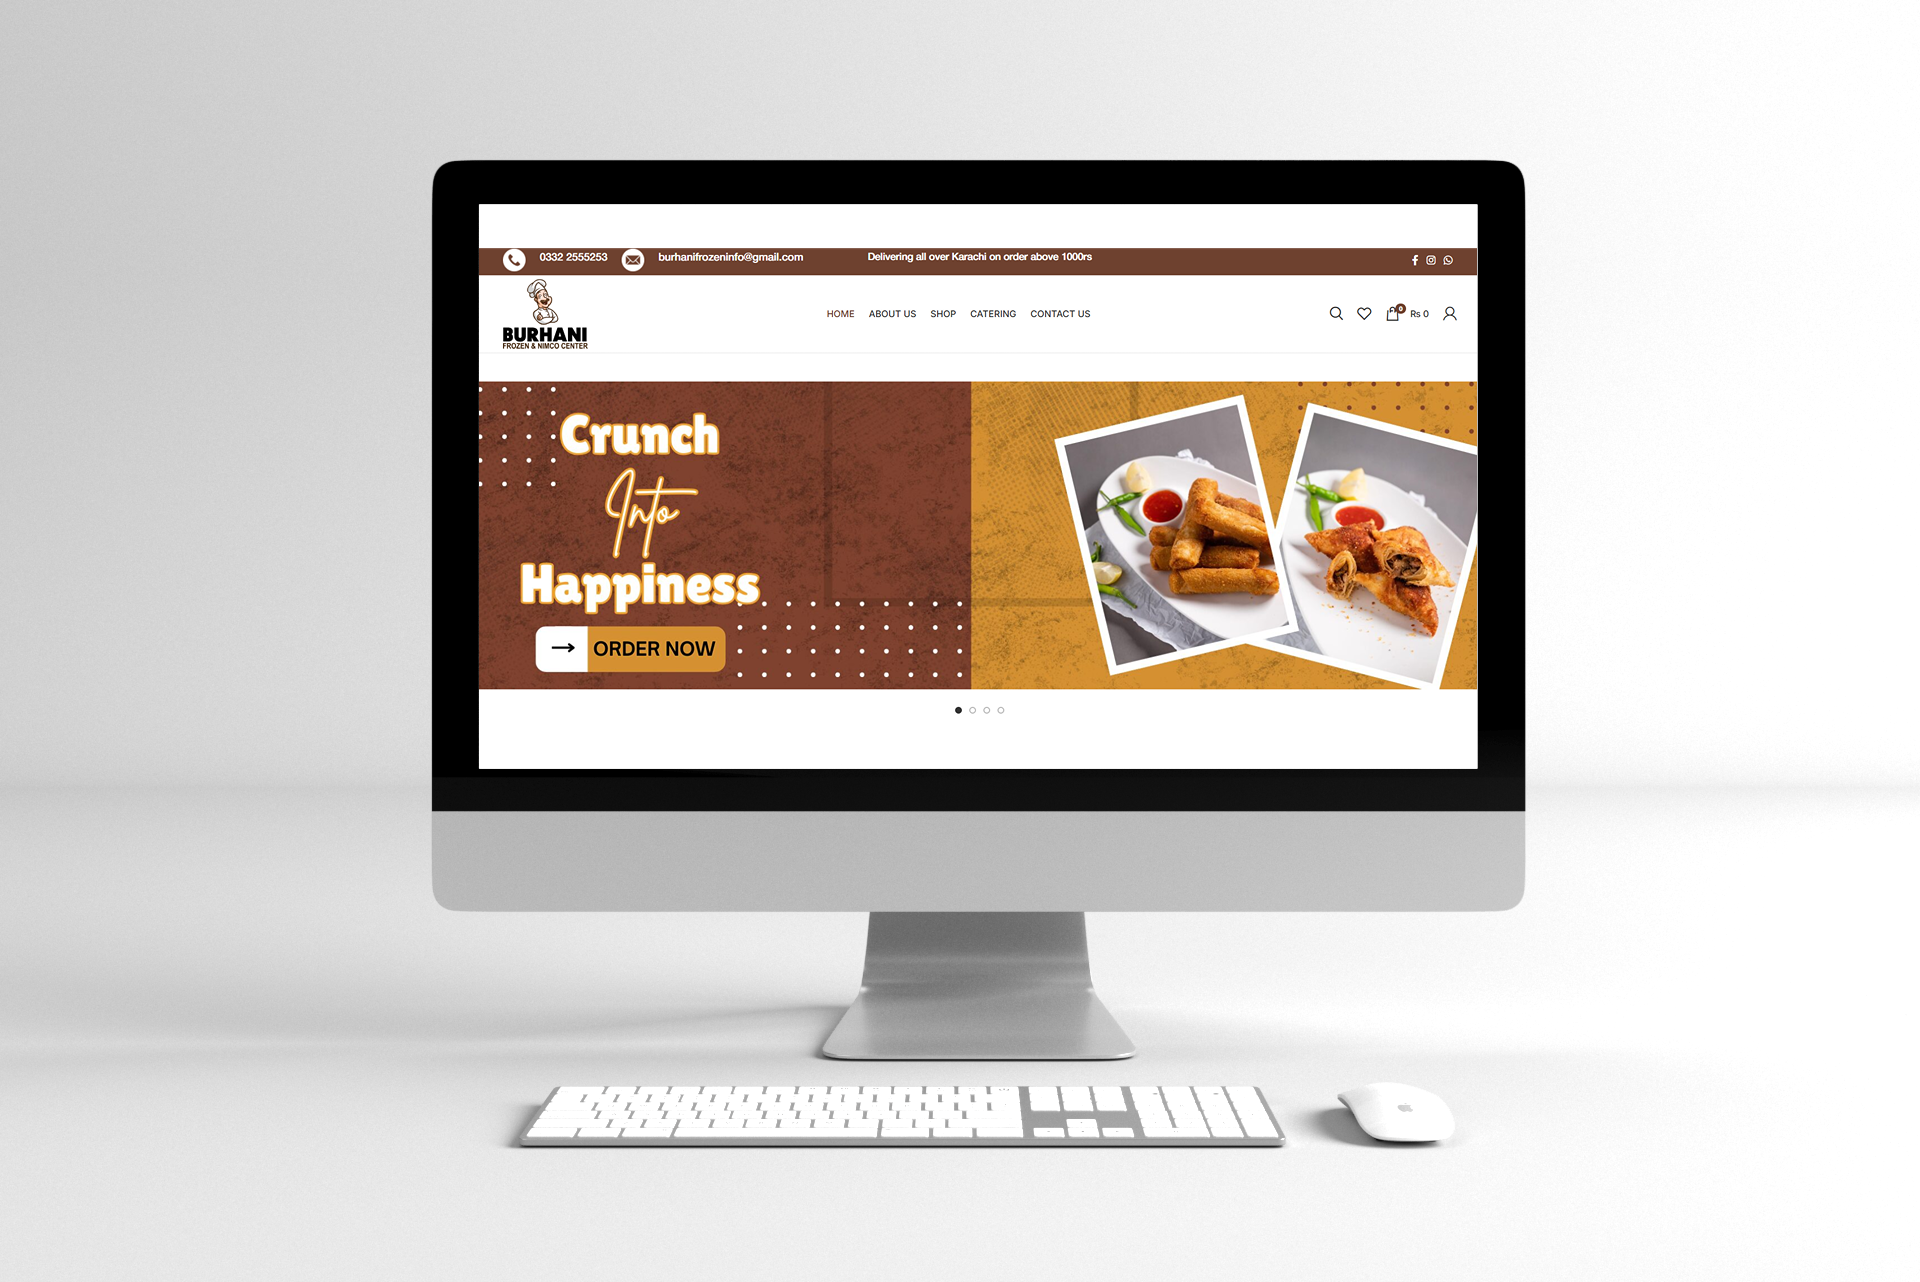 0332 2555253
burhanifrozeninfo@gmail.com
Delivering all over Karachi on order above 1000rs
BURHANI
FROZEN & NIMCO CENTER
HOME ABOUT US SHOP CATERING CONTACT US
0 Rs 0
Crunch
Into
Happiness
ORDER NOW